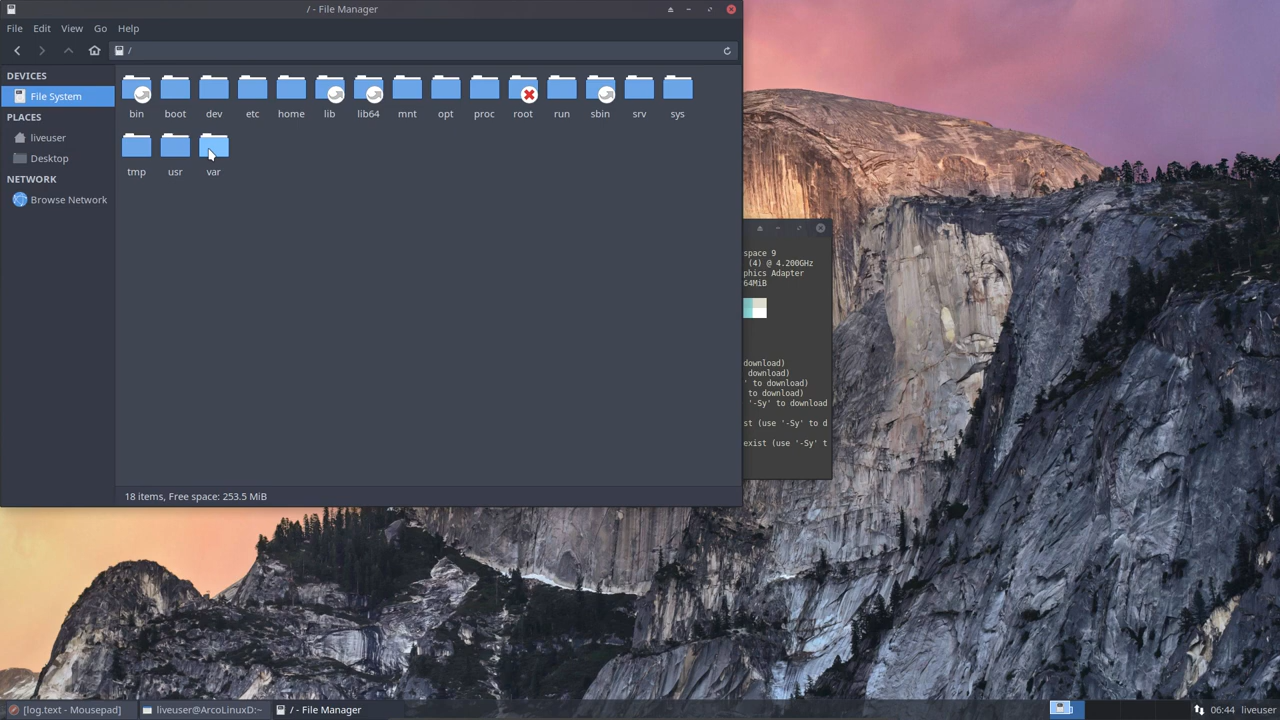 / - File Manager
File Edit View Go Help
/
DEVICES
File System
PLACES
liveuser
Desktop
NETWORK
Browse Network
bin boot dev etc home lib lib64 mnt opt proc root run sbin srv sys
tmp usr var
18 items, Free space: 253.5 MiB
space 9
(4) @ 4.200GHz
phics Adapter
64MiB
download)
download)
' to download)
to download)
'-Sy' to download
st (use '-Sy' to d
exist (use '-Sy' t
[log.text - Mousepad] liveuser@ArcoLinuxD:~ / - File Manager 06:44 liveuser